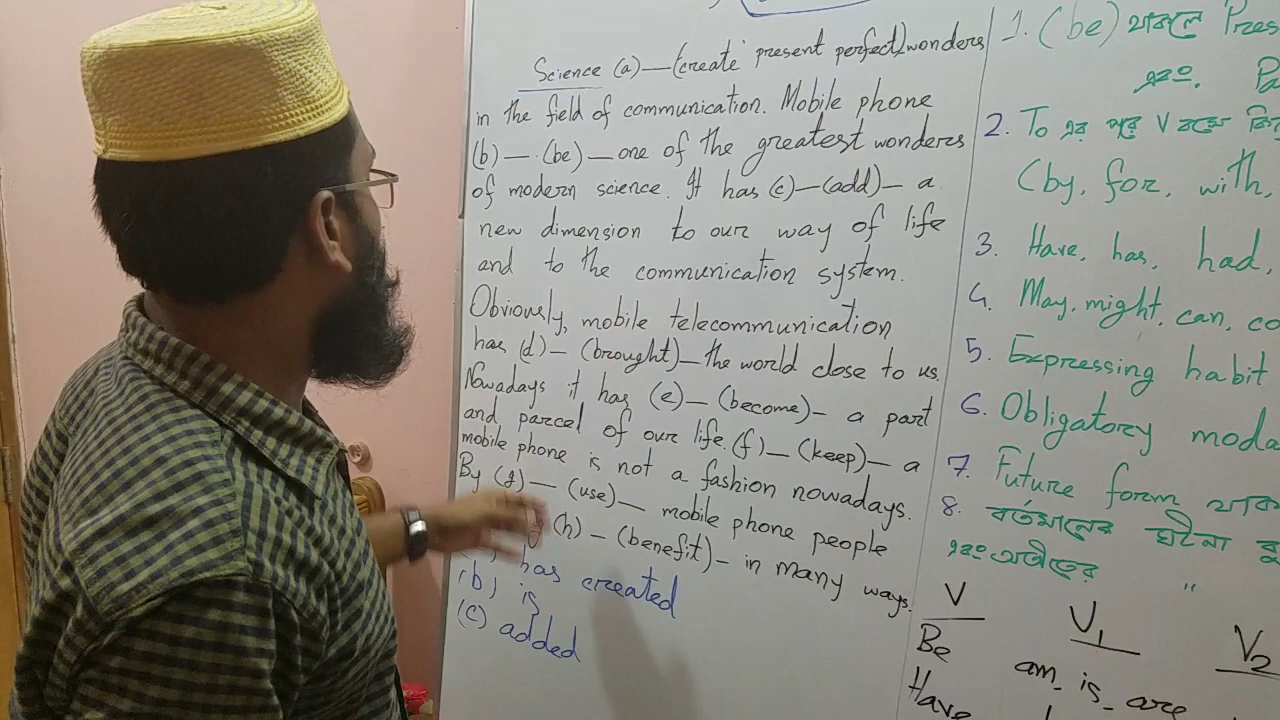 Science (a) — (create present perfect) wonders
in the field of communication. Mobile phone
(b) — (be) — one of the greatest wonders
of modern science. It has (c) — (add) — a
new dimension to our way of life
and to the communication system.
Obviously, mobile telecommunication
has (d) — (brought) — the world close to us.
Nowadays it has (e) — (become) — a part
and parcel of our life. (f) — (keep) — a
mobile phone is not a fashion nowadays.
By (g) — (use) — mobile phone people
(h) — (benefit) — in many ways.
has created
(b) is
(c) added
1. (be) থাকলে Pres
এবং.
2. To এর পরে V বসে
(by, for, with,
3. Have, has, had,
4. May, might, can, co
5. Expressing habit
6. Obligatory moda
7. Future form থাক
8. বর্তমানের ঘটনা
এবং অতীতের "
V V1 V2
Be am is are
Have